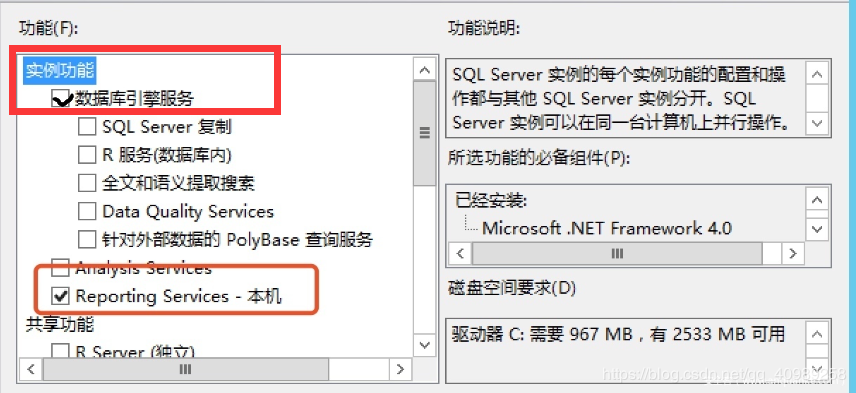 功能(F):
实例功能
数据库引擎服务
SQL Server 复制
R 服务(数据库内)
全文和语义提取搜索
Data Quality Services
针对外部数据的 PolyBase 查询服务
Analysis Services
Reporting Services - 本机
共享功能
R Server (独立)
功能说明:
SQL Server 实例的每个实例功能的配置和
操作都与其他 SQL Server 实例分开。SQL
Server 实例可以在同一台计算机上并行操作。
所选功能的必备组件(P):
已经安装:
Microsoft .NET Framework 4.0
磁盘空间要求(D)
驱动器 C: 需要 967 MB，有 2533 MB 可用